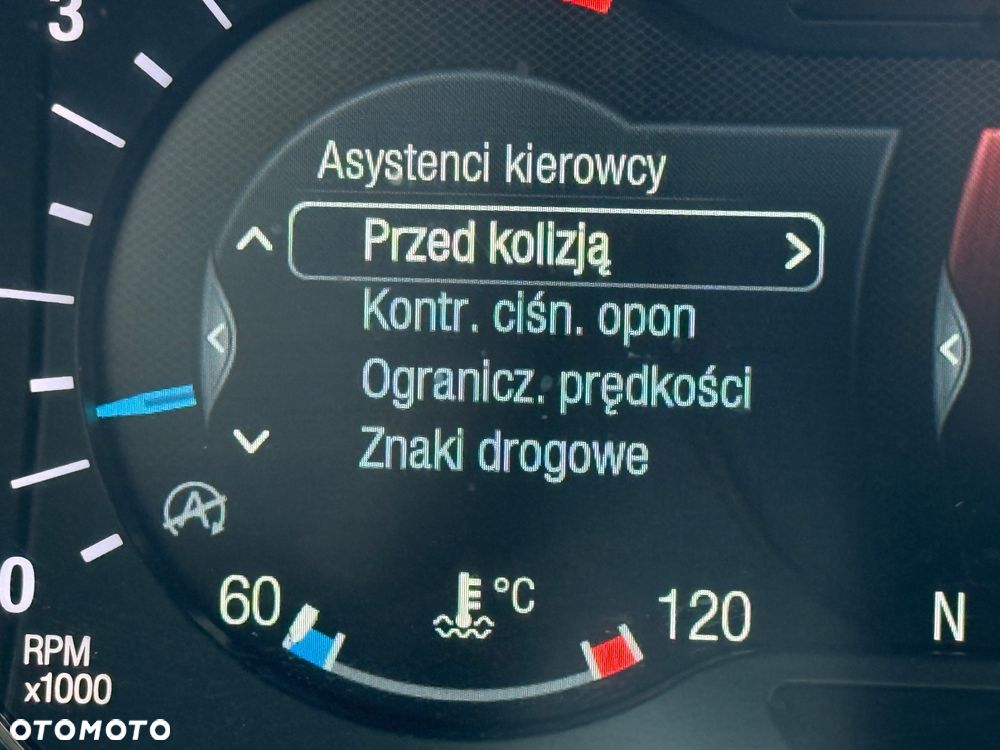 3
Asystenci kierowcy
Przed kolizją
Kontr. ciśn. opon
Ogranicz. prędkości
Znaki drogowe
A
0
60
°C
120
N
RPM
x1000
OTOMOTO